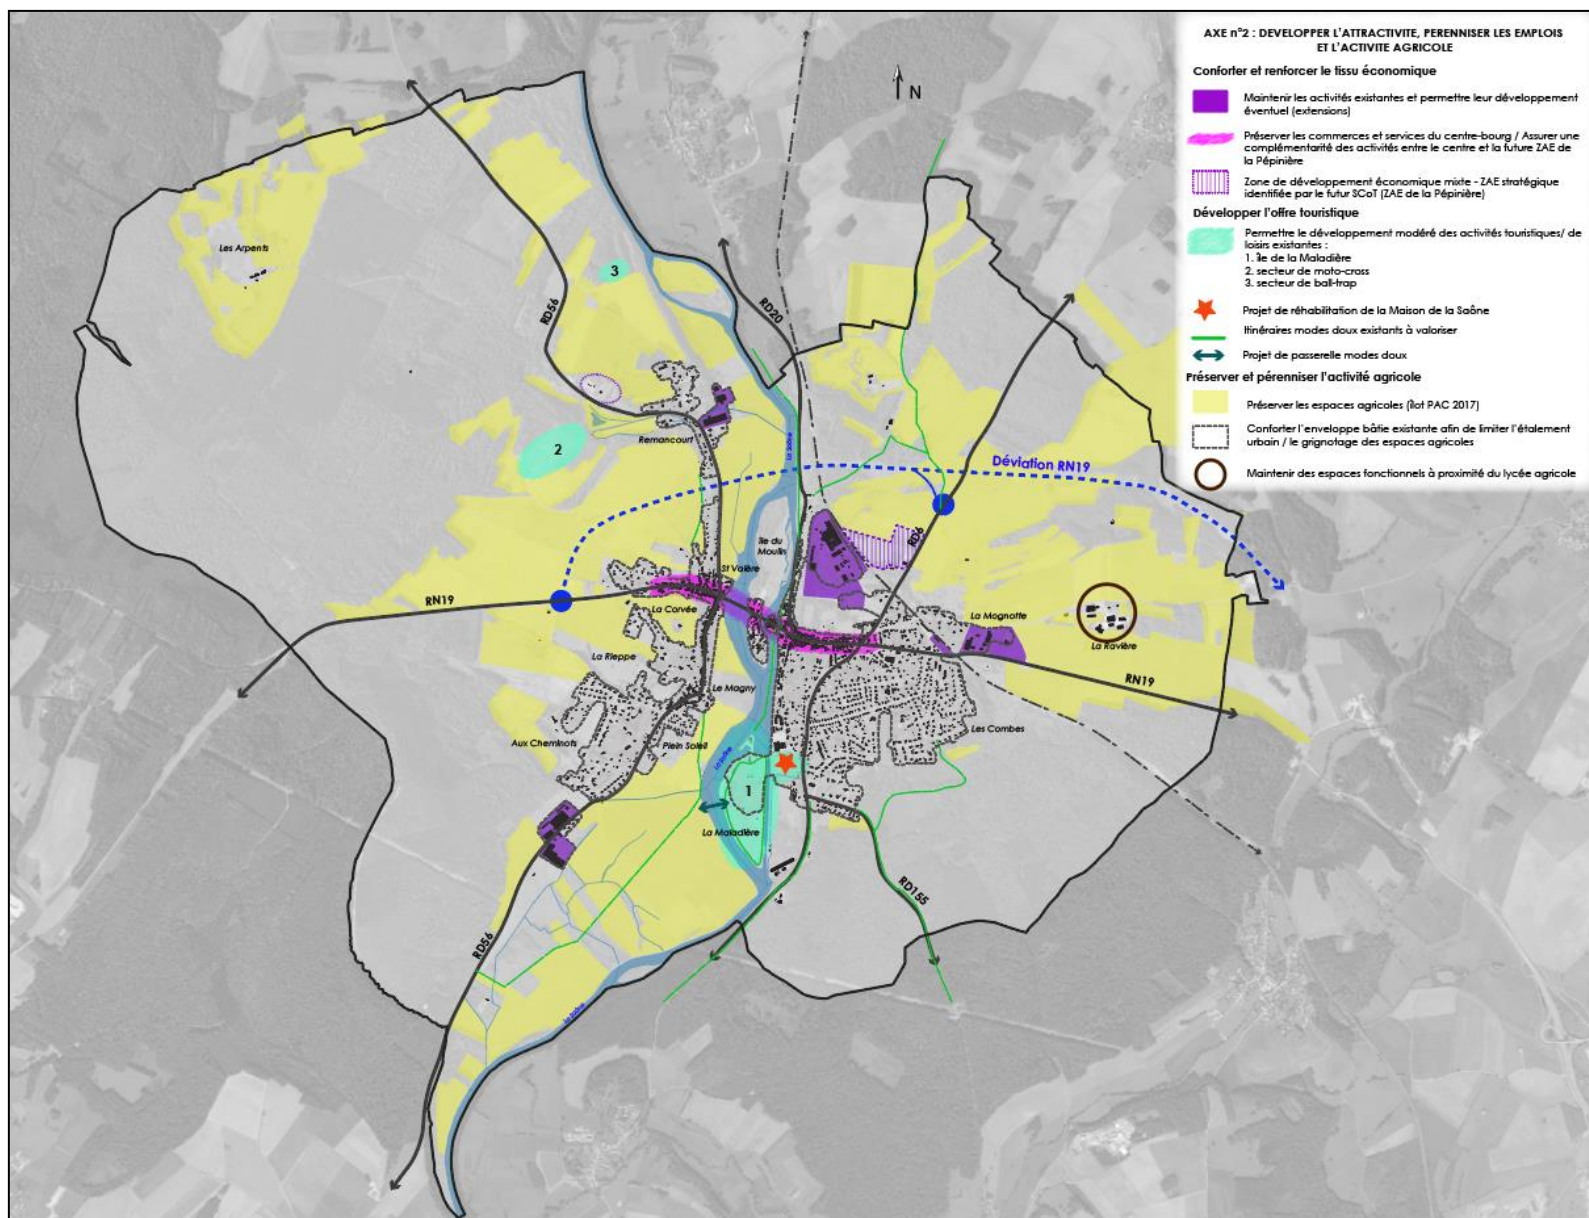 AXE n°2 : DEVELOPPER L'ATTRACTIVITE, PERENNISER LES EMPLOIS
ET L'ACTIVITE AGRICOLE
Conforter et renforcer le tissu économique
Maintenir les activités existantes et permettre leur développement
éventuel (extensions)
Préserver les commerces et services du centre-bourg / Assurer une
complémentarité des activités entre le centre et la future ZAE de
la Pépinière
Zone de développement économique mixte - ZAE stratégique
identifiée par le futur SCoT (ZAE de la Pépinière)
Développer l'offre touristique
Permettre le développement modéré des activités touristiques/ de
loisirs existantes :
1. île de la Maladière
2. secteur de moto-cross
3. secteur de ball-trap
Projet de réhabilitation de la Maison de la Saône
Itinéraires modes doux existants à valoriser
Projet de passerelle modes doux
Préserver et pérenniser l'activité agricole
Préserver les espaces agricoles (îlot PAC 2017)
Conforter l'enveloppe bâtie existante afin de limiter l'étalement
urbain / le grignotage des espaces agricoles
Maintenir des espaces fonctionnels à proximité du lycée agricole
N
Les Arpents
3
RD56
RD20
Remancourt
2
La Saône
Déviation RN19
île du
Moulin
RD6
St Valère
RN19
La Corvée
La Mognotte
La Rieppe
La Ravière
Le Magny
RN19
Aux Cheminots
Plein Soleil
Les Combes
La Saône
1
La Maladière
RD155
RD56
La Saône